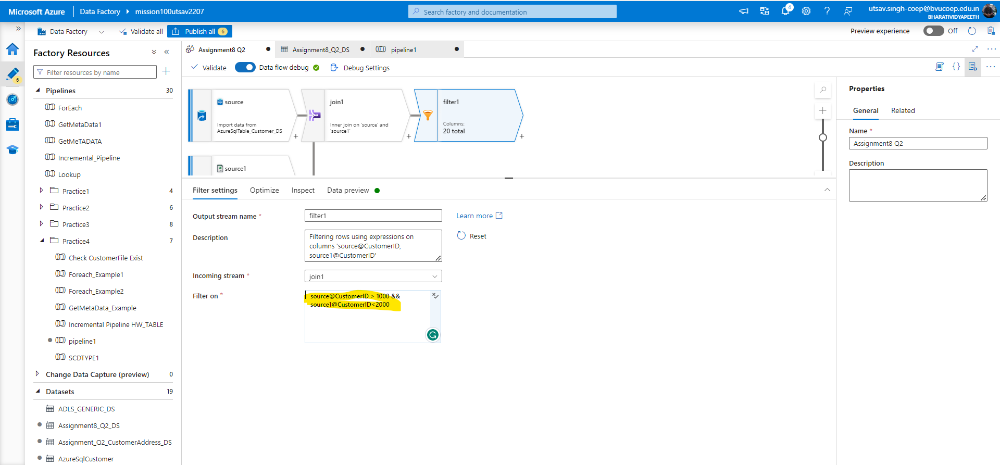 Microsoft Azure
Data Factory
mission100utsav2207
Search factory and documentation
4
utsav.singh-coep@bvucoep.edu.in
BHARATIVIDYAPEETH
Data Factory
Validate all
Publish all 6
Preview experience
Off
6
Factory Resources
Filter resources by name
Pipelines 30
ForEach
GetMetaData1
GetMeTADATA
Incremental_Pipeline
Lookup
Practice1 4
Practice2 6
Practice3 8
Practice4 7
Check CustomerFile Exist
Foreach_Example1
Foreach_Example2
GetMetaData_Example
Incremental Pipeline HW_TABLE
pipeline1
SCDTYPE1
Change Data Capture (preview) 0
Datasets 19
ADLS_GENERIC_DS
Assignment8_Q2_DS
Assignment_Q2_CustomerAddress_DS
AzureSqlCustomer
Assignment8 Q2
Assignment8_Q2_DS
pipeline1
Validate
Data flow debug
Debug Settings
source
Import data from
AzureSqlTable_Customer_DS
+
join1
Inner join on 'source' and
'source1'
+
filter1
Columns:
20 total
+
source1
Filter settings
Optimize
Inspect
Data preview
Output stream name *
filter1
Learn more
Description
Filtering rows using expressions on
columns 'source@CustomerID,
source1@CustomerID'
Reset
Incoming stream *
join1
Filter on *
source@CustomerID > 1000 &&
source1@CustomerID<2000
Properties
General
Related
Name *
Assignment8 Q2
Description